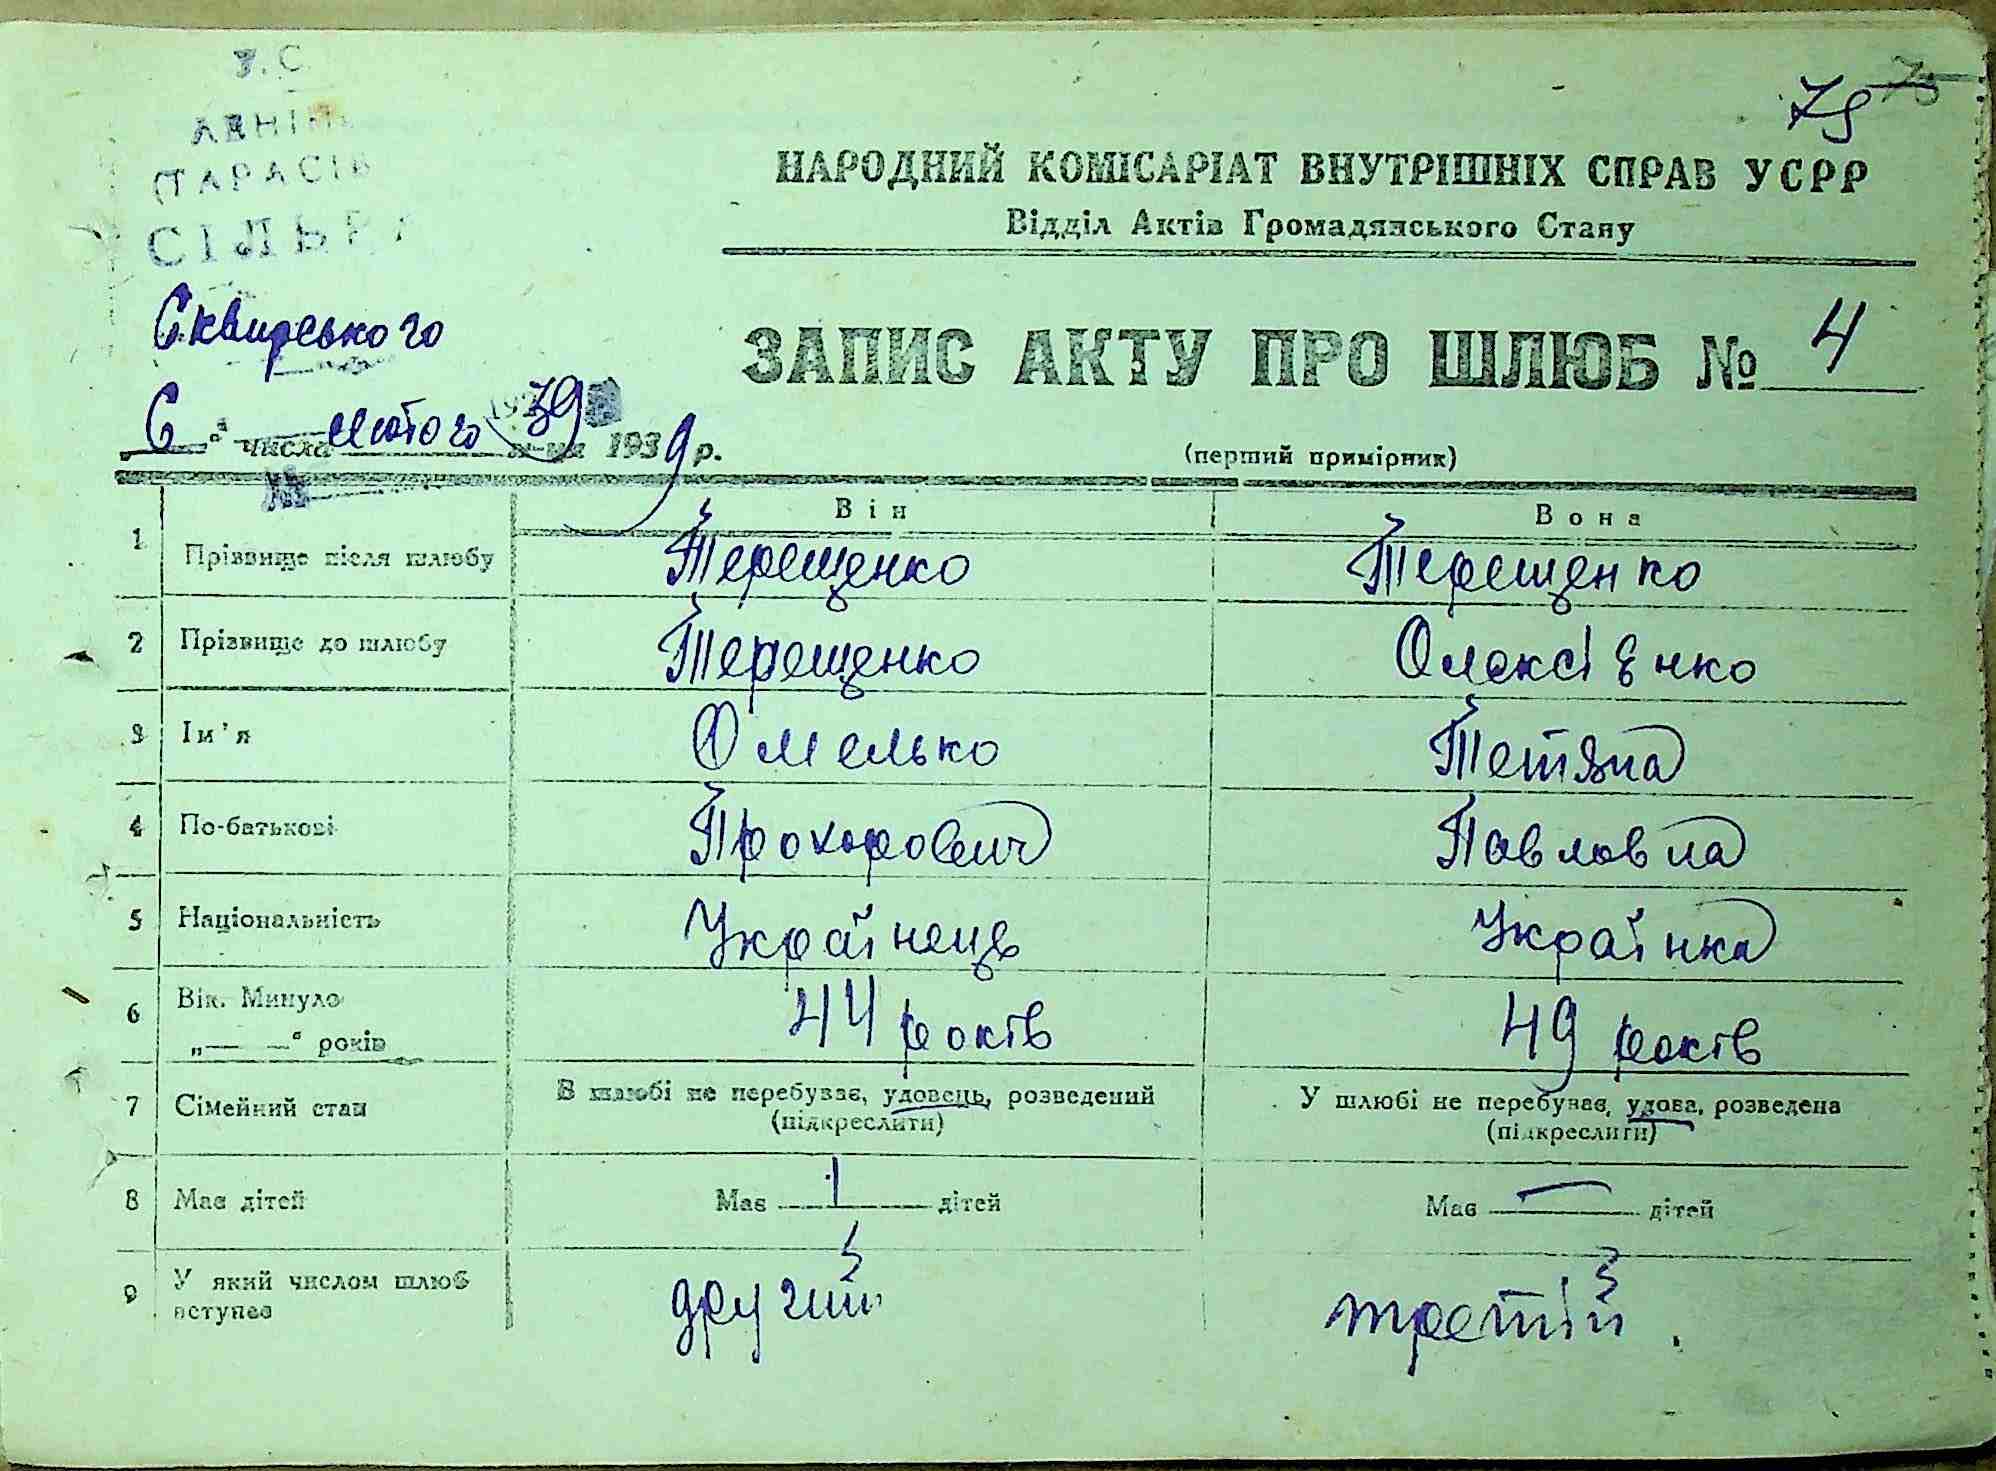 75
НАРОДНИЙ КОМІСАРІАТ ВНУТРІШНІХ СПРАВ УСРР
Відділ Актів Громадянського Стану
Сквирського
ЗАПИС АКТУ ПРО ШЛЮБ № 4
6 " числа лютого м-ця 1939 р.
(перший примірник)
Він Вона
1 Прізвище після шлюбу Терещенко Терещенко
2 Прізвище до шлюбу Терещенко Олексієнко
3 Ім'я Омелько Тетяна
4 По-батькові Прохорович Павловна
5 Національність Українець Українка
6 Вік. Минуло
„— —" років 44 років 49 років
7 Сімейний стан В шлюбі не перебуває, удовець, розведений У шлюбі не перебуває, удова, розведена
(підкреслити) (підкреслити)
8 Має дітей Має 1 дітей Має — дітей
9 У який числом шлюб
вступає другий третій